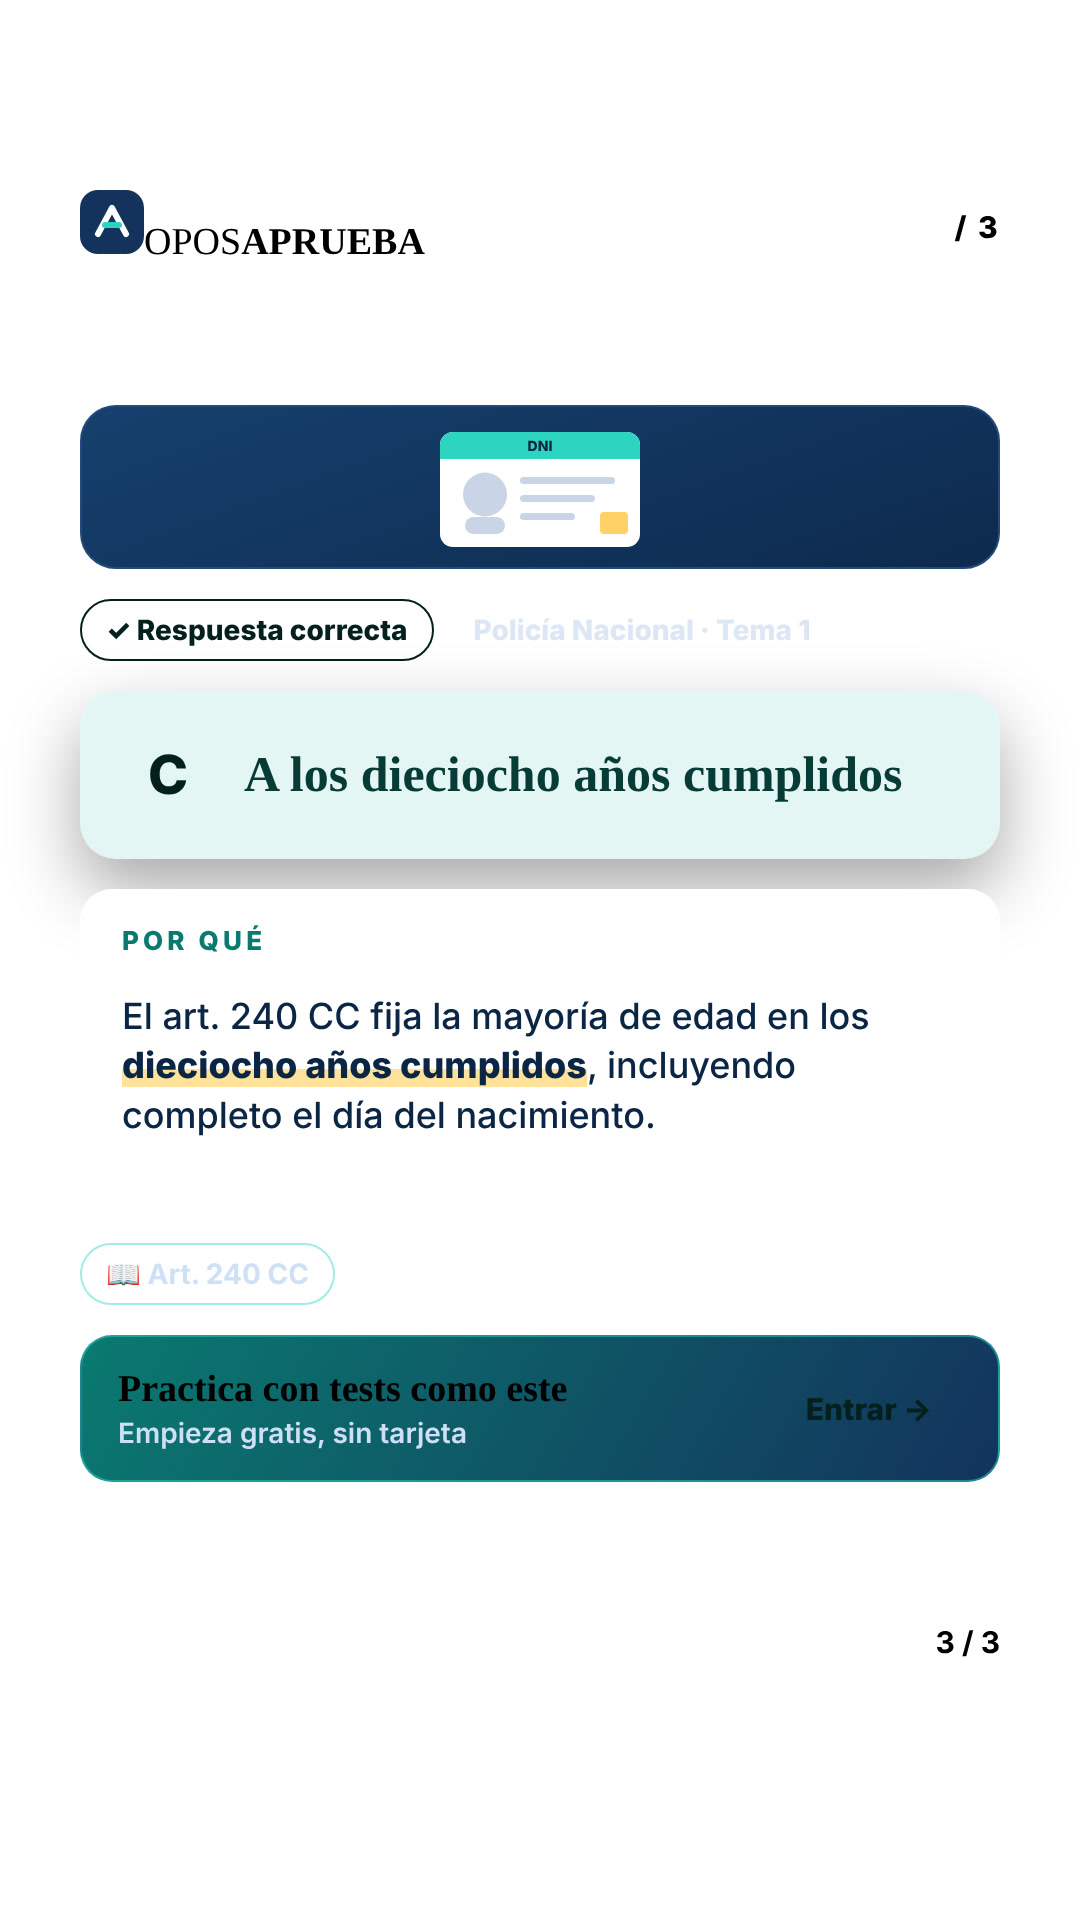 OPOSAPRUEBA
/ 3
DNI
✓ Respuesta correcta
Policía Nacional · Tema 1
C A los dieciocho años cumplidos
POR QUÉ
El art. 240 CC fija la mayoría de edad en los
dieciocho años cumplidos, incluyendo
completo el día del nacimiento.
📖 Art. 240 CC
Practica con tests como este
Empieza gratis, sin tarjeta
Entrar →
3 / 3